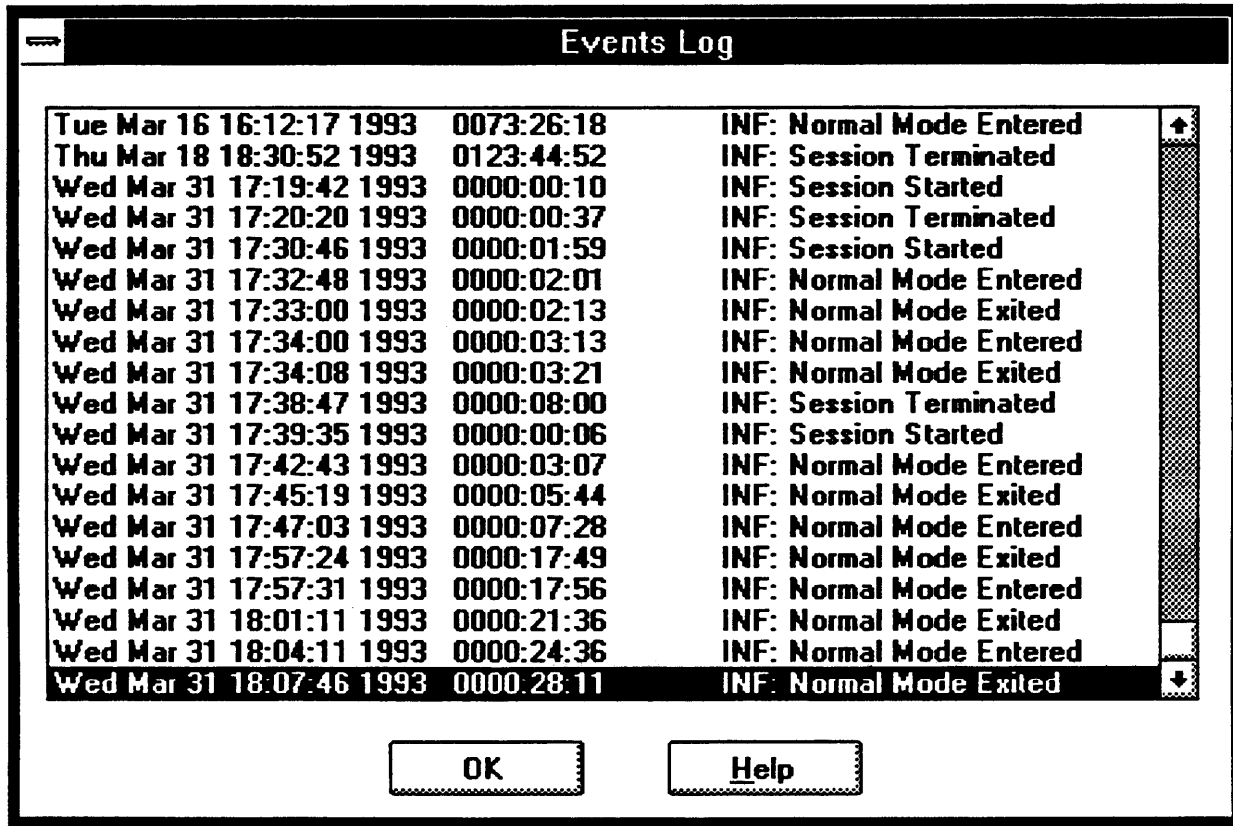 Events Log
Tue Mar 16 16:12:17 1993 0073:26:18 INF: Normal Mode Entered
Thu Mar 18 18:30:52 1993 0123:44:52 INF: Session Terminated
Wed Mar 31 17:19:42 1993 0000:00:10 INF: Session Started
Wed Mar 31 17:20:20 1993 0000:00:37 INF: Session Terminated
Wed Mar 31 17:30:46 1993 0000:01:59 INF: Session Started
Wed Mar 31 17:32:48 1993 0000:02:01 INF: Normal Mode Entered
Wed Mar 31 17:33:00 1993 0000:02:13 INF: Normal Mode Exited
Wed Mar 31 17:34:00 1993 0000:03:13 INF: Normal Mode Entered
Wed Mar 31 17:34:08 1993 0000:03:21 INF: Normal Mode Exited
Wed Mar 31 17:38:47 1993 0000:08:00 INF: Session Terminated
Wed Mar 31 17:39:35 1993 0000:00:06 INF: Session Started
Wed Mar 31 17:42:43 1993 0000:03:07 INF: Normal Mode Entered
Wed Mar 31 17:45:19 1993 0000:05:44 INF: Normal Mode Exited
Wed Mar 31 17:47:03 1993 0000:07:28 INF: Normal Mode Entered
Wed Mar 31 17:57:24 1993 0000:17:49 INF: Normal Mode Exited
Wed Mar 31 17:57:31 1993 0000:17:56 INF: Normal Mode Entered
Wed Mar 31 18:01:11 1993 0000:21:36 INF: Normal Mode Exited
Wed Mar 31 18:04:11 1993 0000:24:36 INF: Normal Mode Entered
Wed Mar 31 18:07:46 1993 0000:28:11 INF: Normal Mode Exited
OK Help